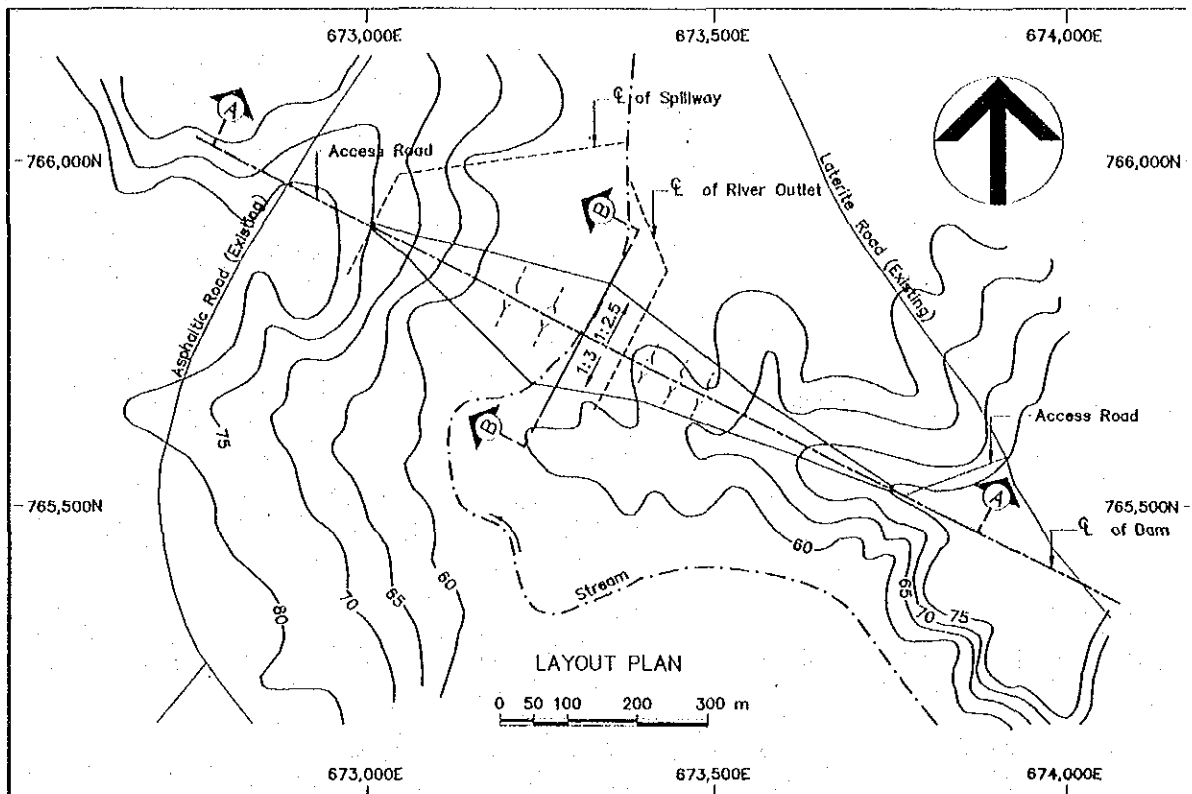 673,000E
673,500E
674,000E
A
℄ of Spillway
766,000N
Access Road
766,000N
℄ of River Outlet
B
Asphaltic Road (Existing)
Laterite Road (Existing)
1:3
1:2.5
75
B
Access Road
A
765,500N
765,500N
℄ of Dam
60
60
65
70
75
65
70
80
Stream
LAYOUT PLAN
0 50 100 200 300 m
673,000E
673,500E
674,000E